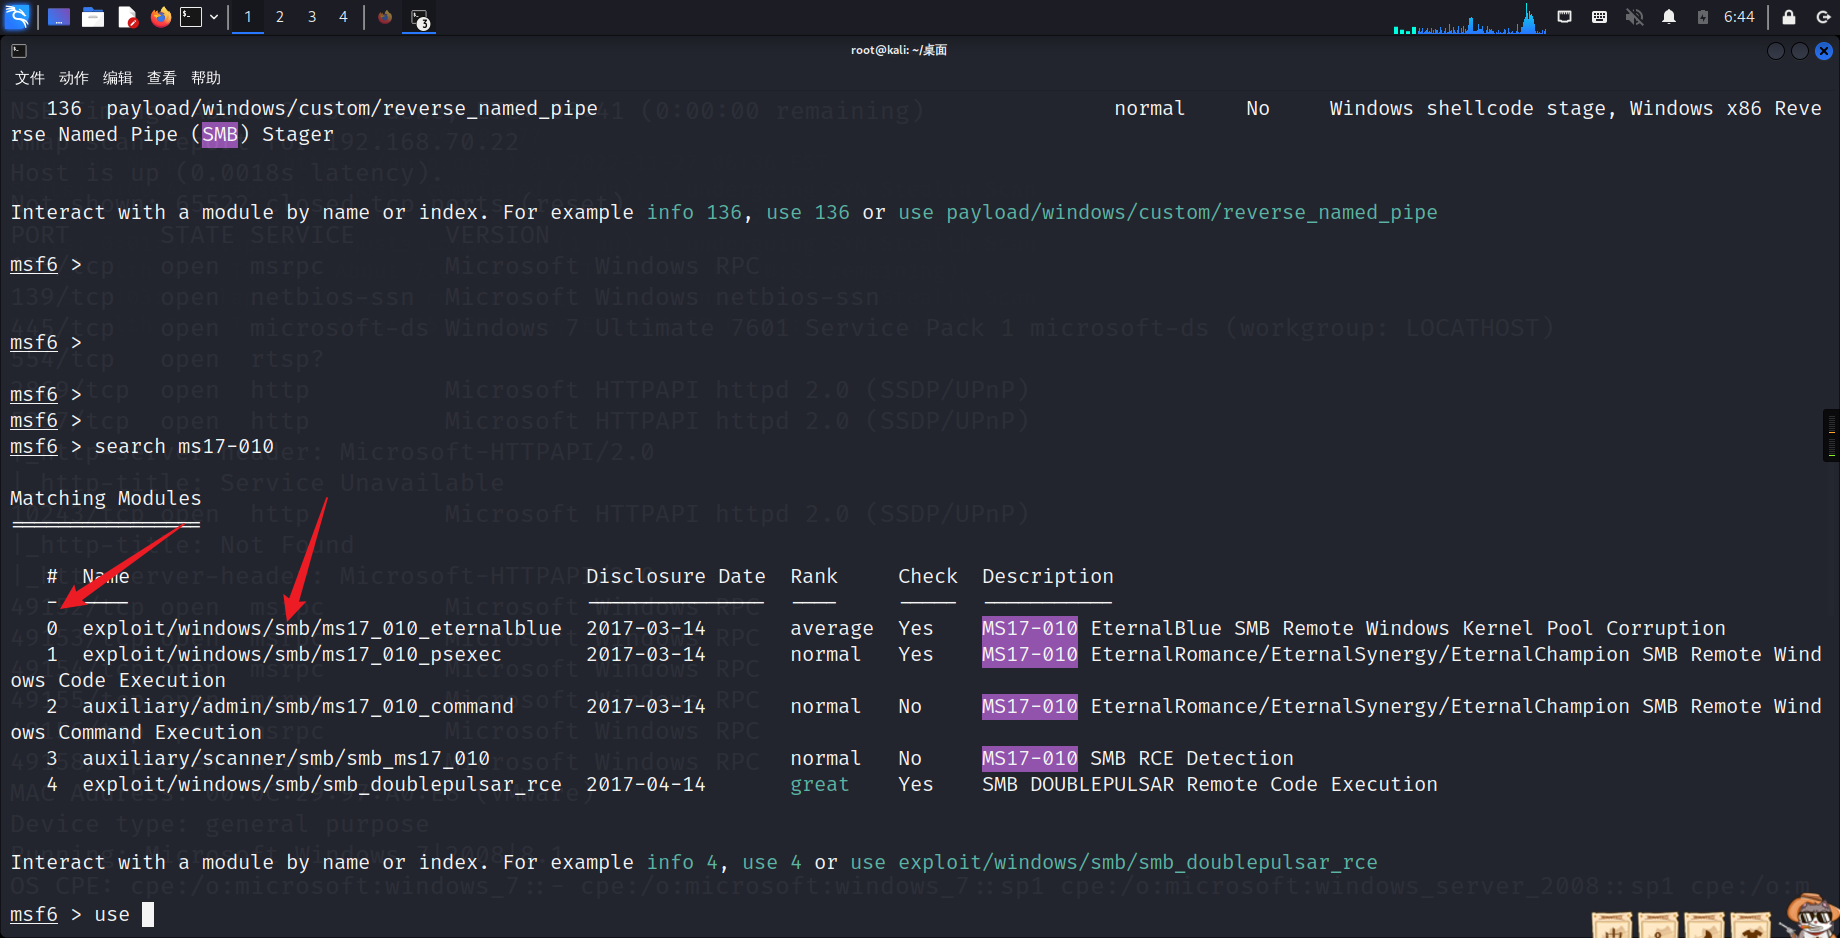 1 2 3 4 3 6:44
root@kali: ~/桌面
文件 动作 编辑 查看 帮助
136 payload/windows/custom/reverse_named_pipe normal No Windows shellcode stage, Windows x86 Reve
rse Named Pipe (SMB) Stager
Interact with a module by name or index. For example info 136, use 136 or use payload/windows/custom/reverse_named_pipe
msf6 >
msf6 >
msf6 >
msf6 >
msf6 > search ms17-010
Matching Modules
================
# Name Disclosure Date Rank Check Description
- ---- --------------- ---- ----- -----------
0 exploit/windows/smb/ms17_010_eternalblue 2017-03-14 average Yes MS17-010 EternalBlue SMB Remote Windows Kernel Pool Corruption
1 exploit/windows/smb/ms17_010_psexec 2017-03-14 normal Yes MS17-010 EternalRomance/EternalSynergy/EternalChampion SMB Remote Wind
ows Code Execution
2 auxiliary/admin/smb/ms17_010_command 2017-03-14 normal No MS17-010 EternalRomance/EternalSynergy/EternalChampion SMB Remote Wind
ows Command Execution
3 auxiliary/scanner/smb/smb_ms17_010 normal No MS17-010 SMB RCE Detection
4 exploit/windows/smb/smb_doublepulsar_rce 2017-04-14 great Yes SMB DOUBLEPULSAR Remote Code Execution
Interact with a module by name or index. For example info 4, use 4 or use exploit/windows/smb/smb_doublepulsar_rce
msf6 > use